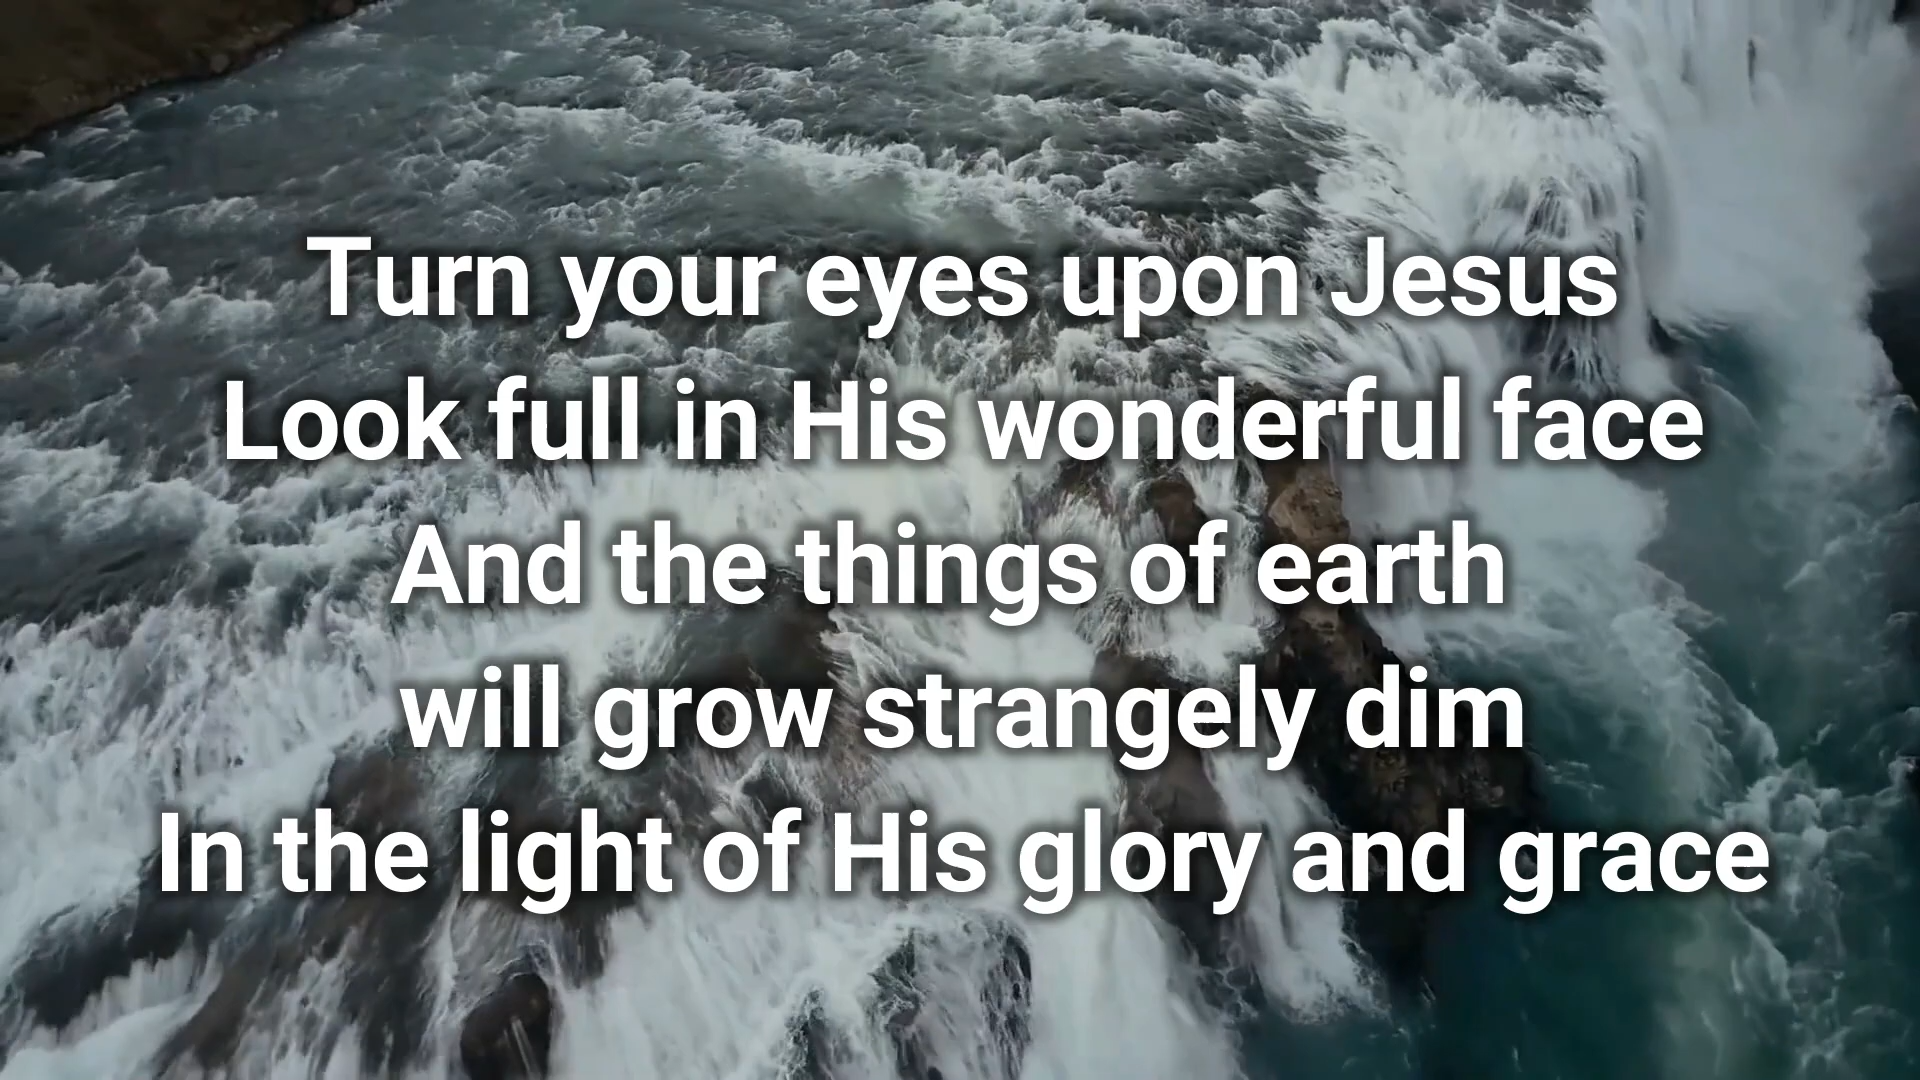 Turn your eyes upon Jesus
Look full in His wonderful face
And the things of earth
will grow strangely dim
In the light of His glory and grace